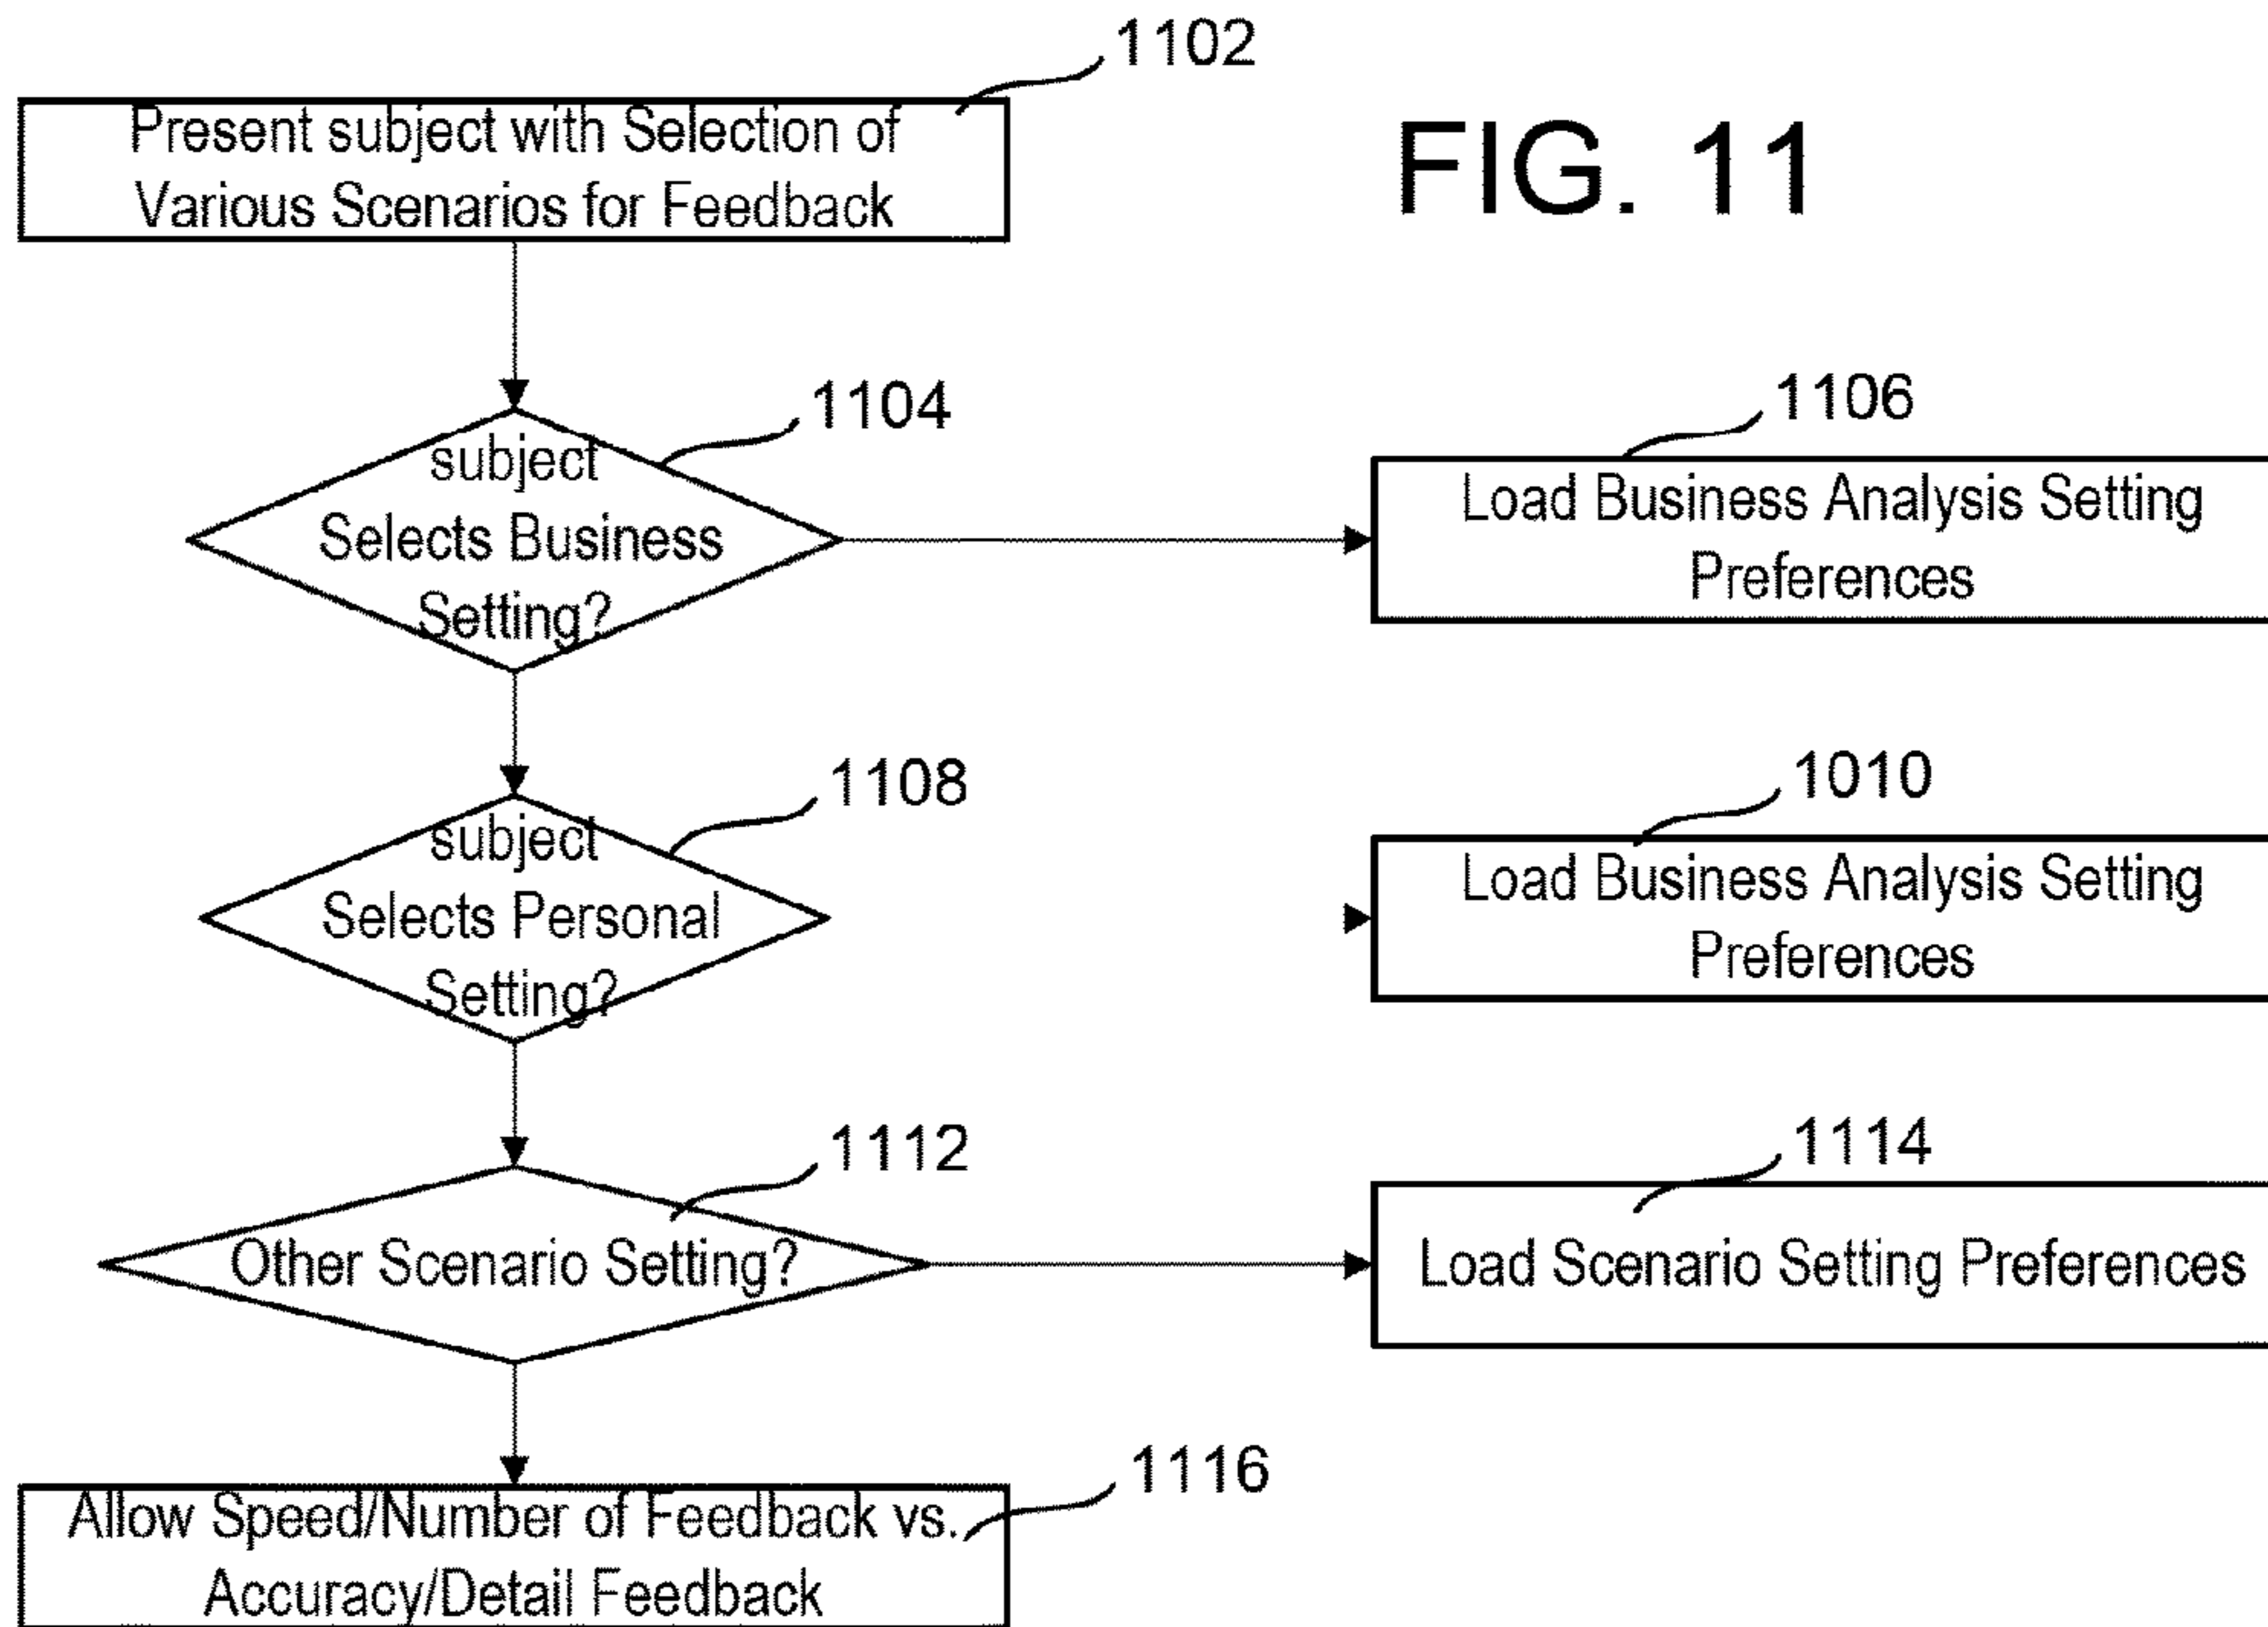 1102
Present subject with Selection of
Various Scenarios for Feedback
FIG. 11
1104
subject
Selects Business
Setting?
1106
Load Business Analysis Setting
Preferences
1108
subject
Selects Personal
Setting?
1010
Load Business Analysis Setting
Preferences
1112
Other Scenario Setting?
1114
Load Scenario Setting Preferences
1116
Allow Speed/Number of Feedback vs.
Accuracy/Detail Feedback